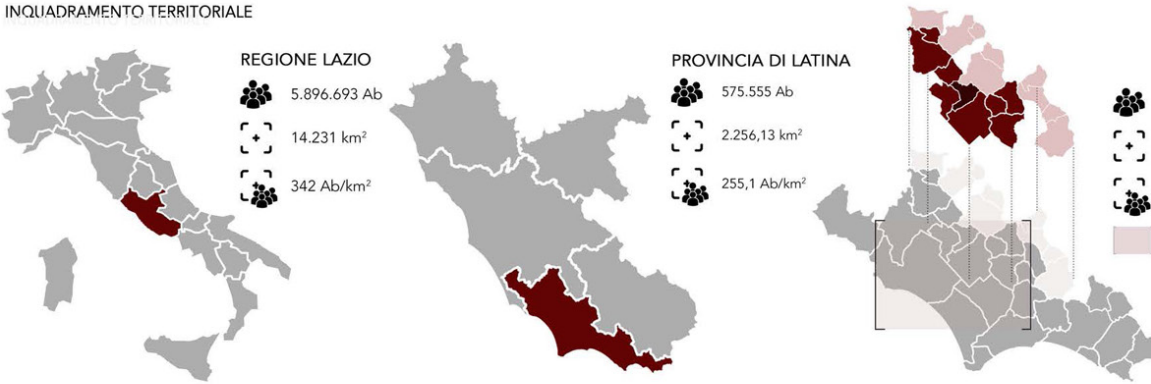 INQUADRAMENTO TERRITORIALE
REGIONE LAZIO
5.896.693 Ab
14.231 km²
342 Ab/km²
PROVINCIA DI LATINA
575.555 Ab
2.256,13 km²
255,1 Ab/km²